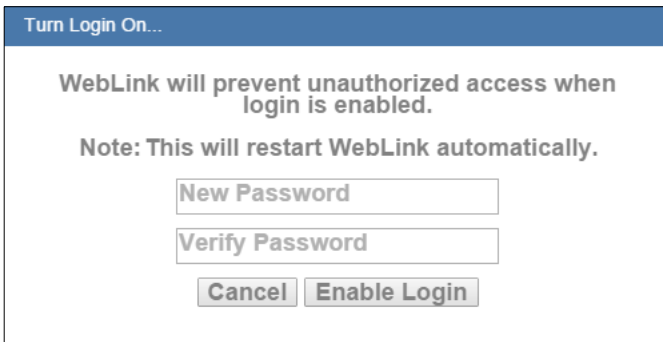 Turn Login On...
WebLink will prevent unauthorized access when
login is enabled.
Note: This will restart WebLink automatically.
New Password
Verify Password
Cancel Enable Login